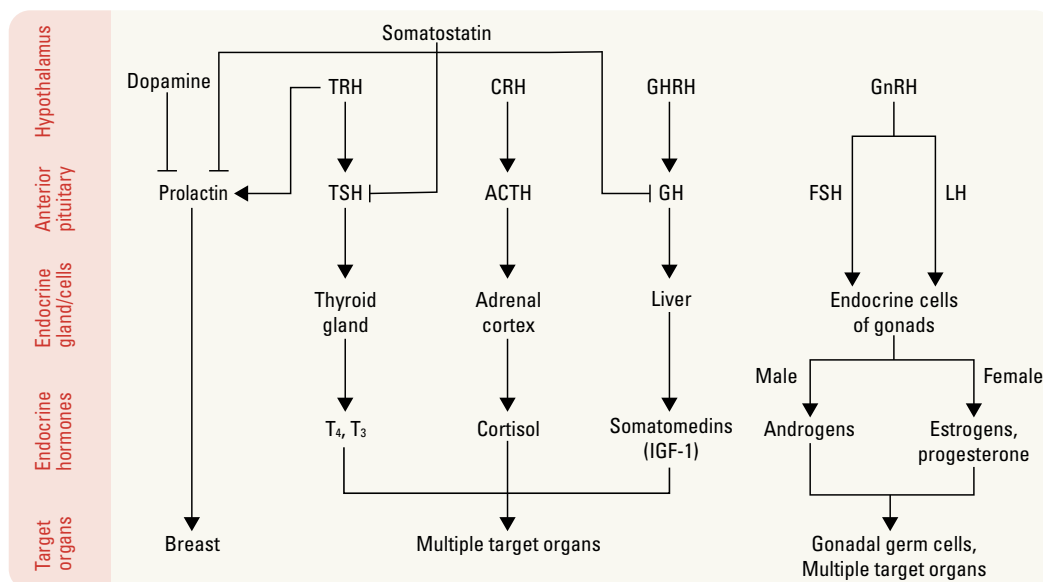 Hypothalamus
Somatostatin
Dopamine
TRH
CRH
GHRH
GnRH
Anterior
pituitary
Prolactin
TSH
ACTH
GH
FSH
LH
Endocrine
gland/cells
Thyroid
gland
Adrenal
cortex
Liver
Endocrine cells
of gonads
Male
Female
Endocrine
hormones
T₄, T₃
Cortisol
Somatomedins
(IGF-1)
Androgens
Estrogens,
progesterone
Target
organs
Breast
Multiple target organs
Gonadal germ cells,
Multiple target organs